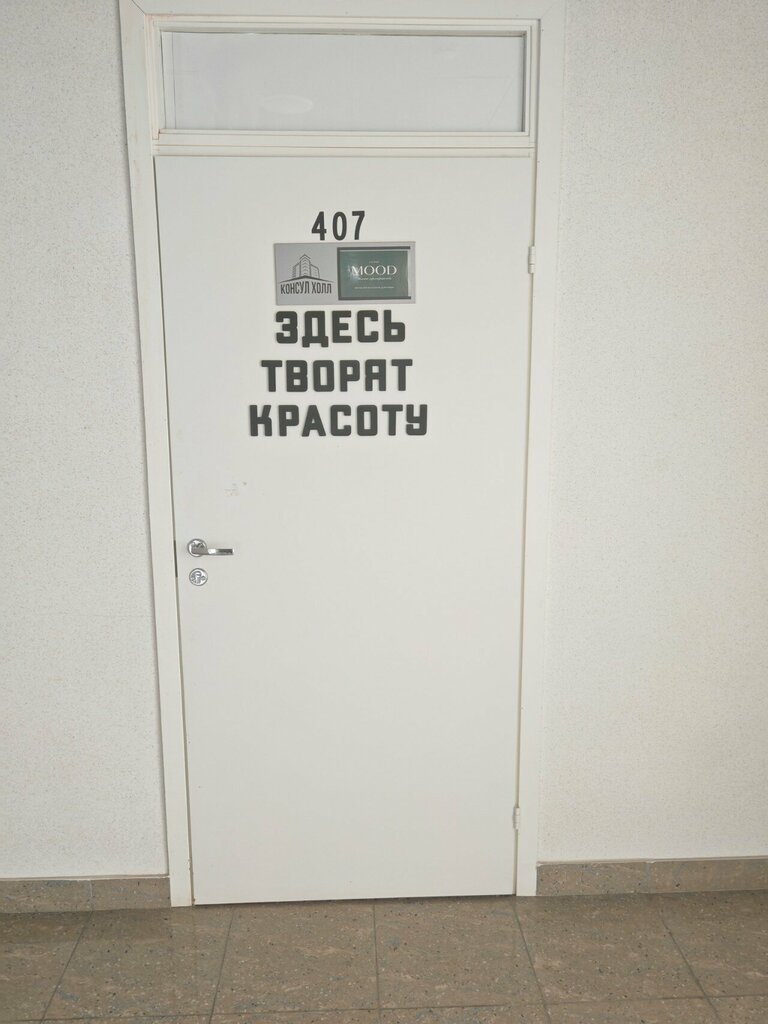 407
КОНСУЛ ХОЛЛ
MOOD
ЗДЕСЬ
ТВОРЯТ
КРАСОТУ